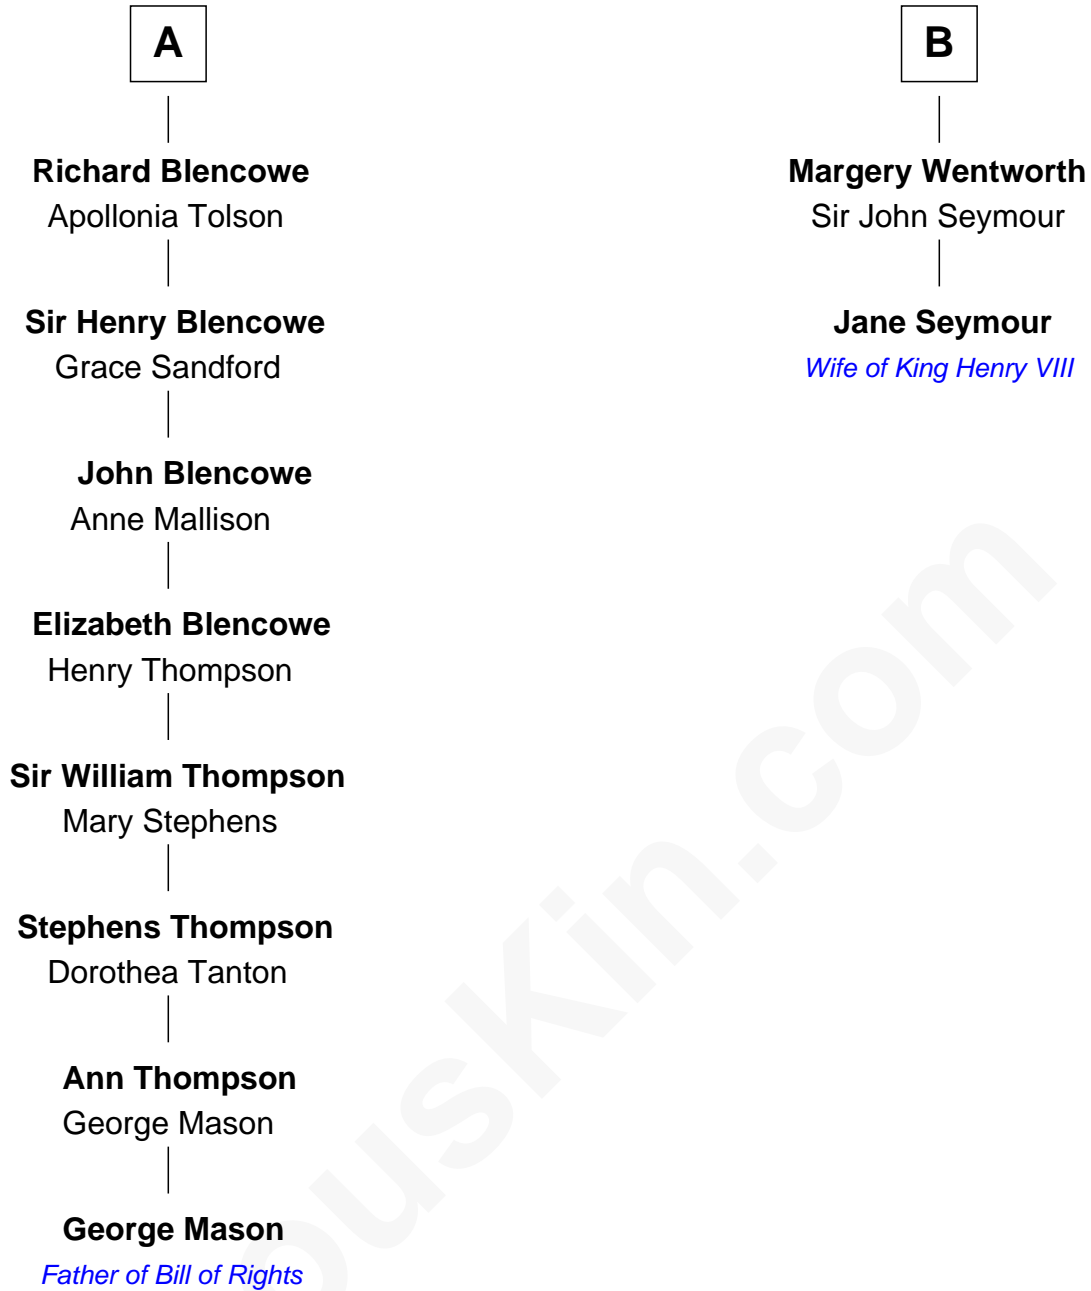 A
Richard Blencowe
Apollonia Tolson
Sir Henry Blencowe
Grace Sandford
John Blencowe
Anne Mallison
Elizabeth Blencowe
Henry Thompson
Sir William Thompson
Mary Stephens
Stephens Thompson
Dorothea Tanton
Ann Thompson
George Mason
George Mason
Father of Bill of Rights
B
Margery Wentworth
Sir John Seymour
Jane Seymour
Wife of King Henry VIII
ousKin.com